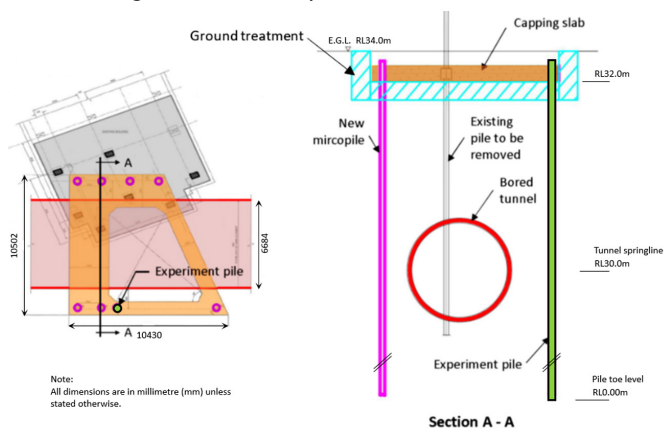 Capping slab
Ground treatment
E.G.L. RL34.0m
RL32.0m
New
mircopile
Existing
pile to be
removed
Bored
tunnel
A
10502
6684
Experiment pile
A
10430
Tunnel springline
RL30.0m
Experiment pile
Pile toe level
RL0.00m
Note:
All dimensions are in millimetre (mm) unless
stated otherwise.
Section A - A